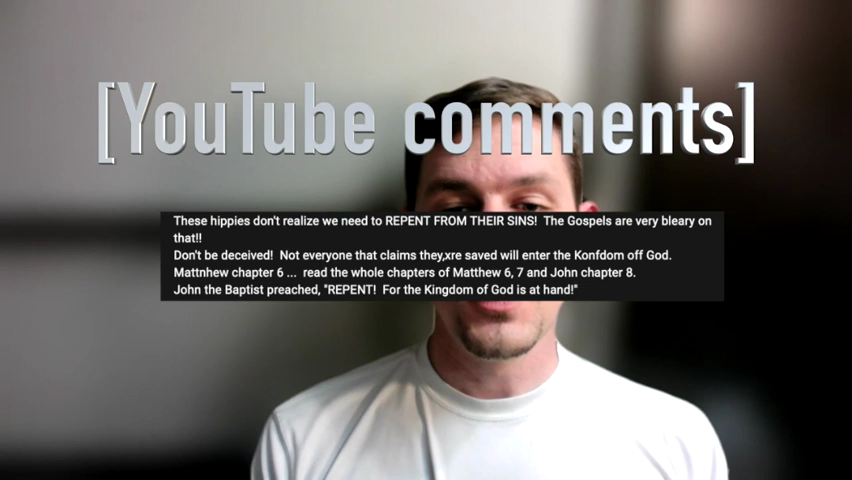 [YouTube comments]
These hippies don't realize we need to REPENT FROM THEIR SINS!  The Gospels are very bleary on
that!!
Don't be deceived!  Not everyone that claims they,xre saved will enter the Konfdom off God.
Mattnhew chapter 6 ...  read the whole chapters of Matthew 6, 7 and John chapter 8.
John the Baptist preached, "REPENT!  For the Kingdom of God is at hand!"